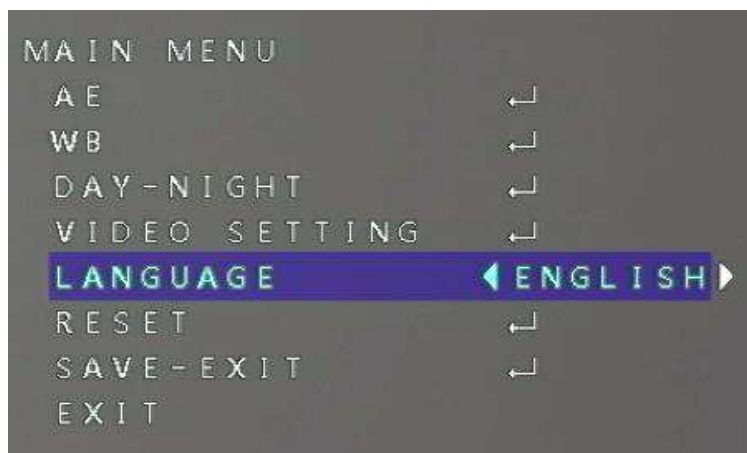 MAIN MENU
AE ↵
WB ↵
DAY-NIGHT ↵
VIDEO SETTING ↵
LANGUAGE ◀ ENGLISH ▶
RESET ↵
SAVE-EXIT ↵
EXIT